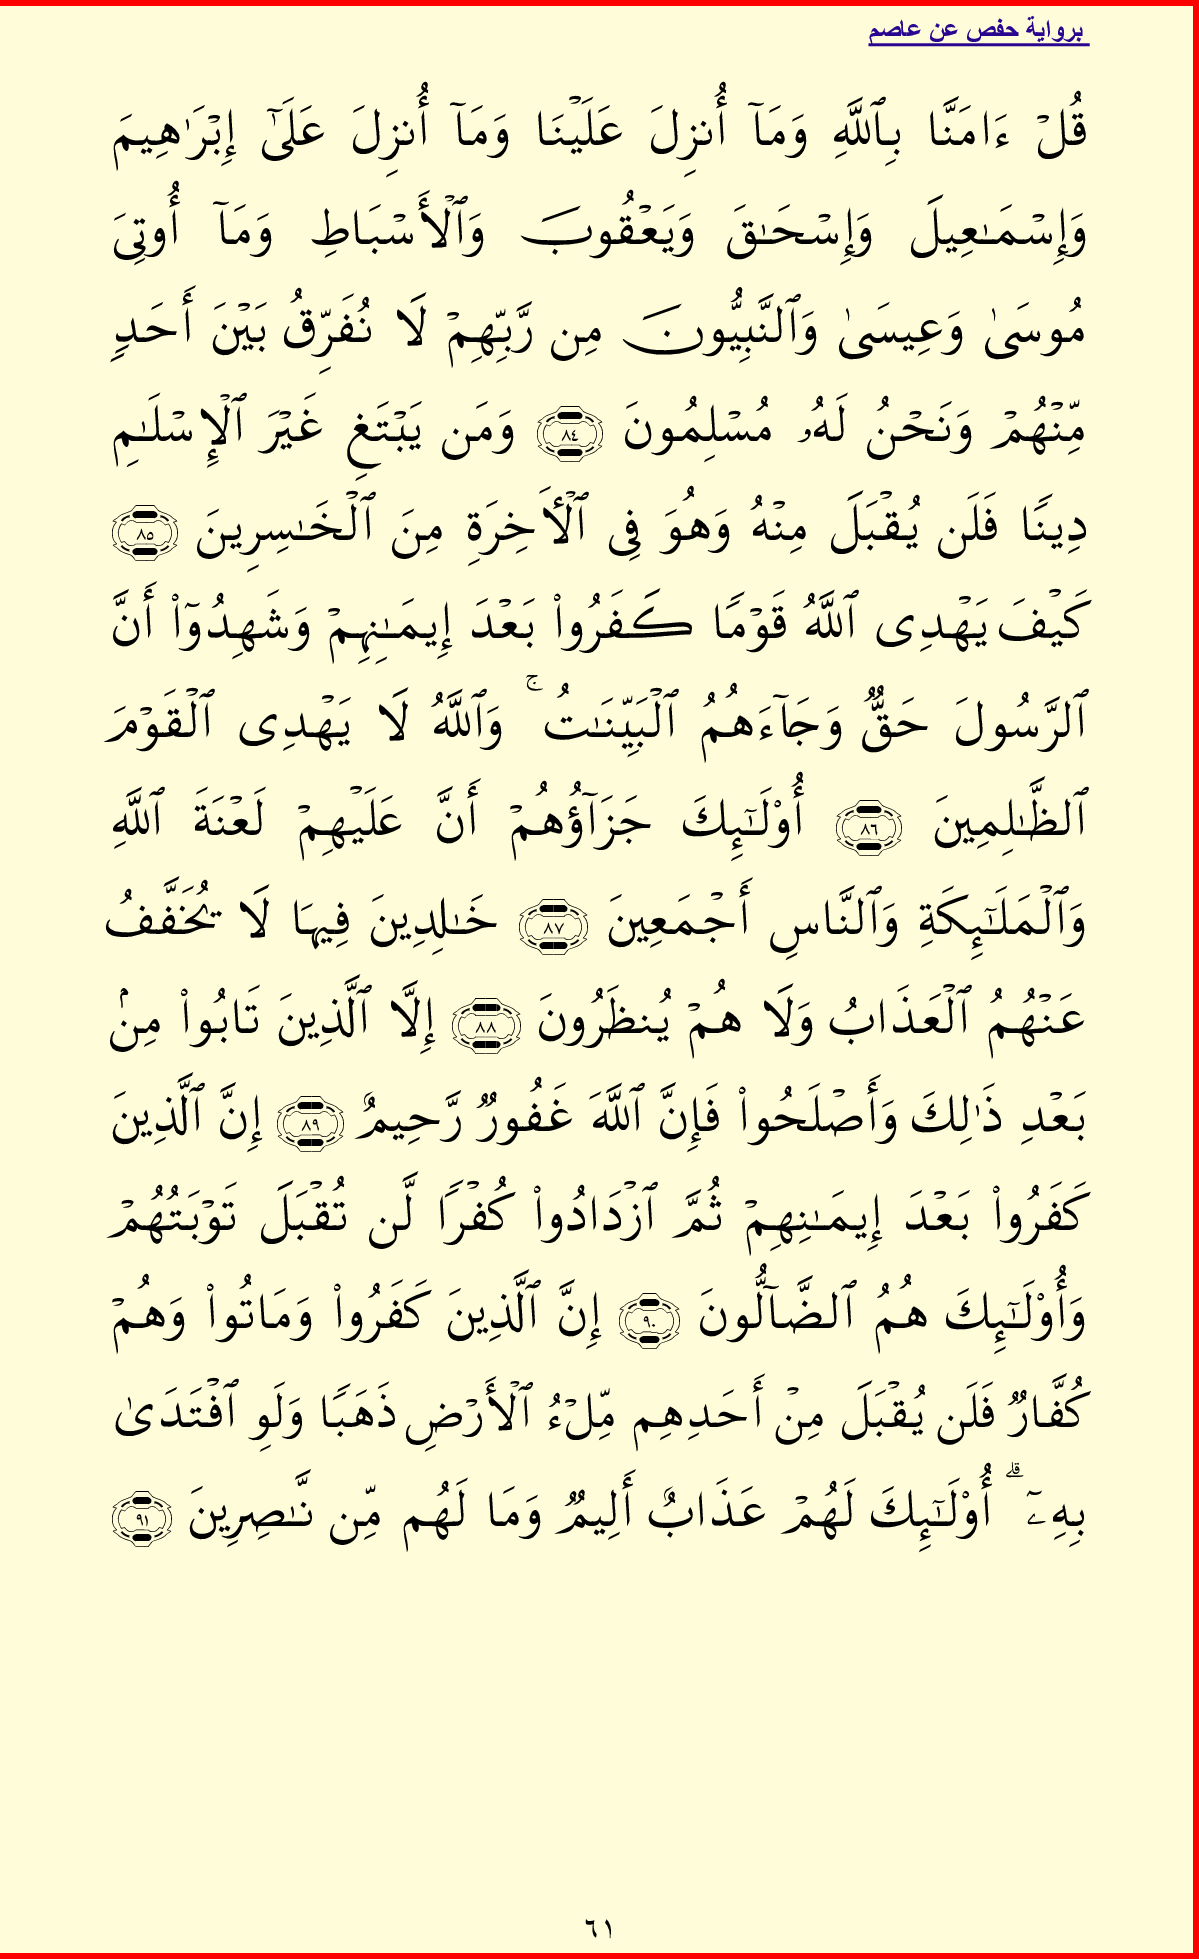 برواية حفص عن عاصم
قُلۡ ءَامَنَّا بِٱللَّهِ وَمَآ أُنزِلَ عَلَيۡنَا وَمَآ أُنزِلَ عَلَىٰٓ إِبۡرَٰهِيمَ
وَإِسۡمَـٰعِيلَ وَإِسۡحَـٰقَ وَيَعۡقُوبَ وَٱلۡأَسۡبَاطِ وَمَآ أُوتِىَ
مُوسَىٰ وَعِيسَىٰ وَٱلنَّبِيُّونَ مِن رَّبِّهِمۡ لَا نُفَرِّقُ بَيۡنَ أَحَدٍ
مِّنۡهُمۡ وَنَحۡنُ لَهُۥ مُسۡلِمُونَ ٨٤ وَمَن يَبۡتَغِ غَيۡرَ ٱلۡإِسۡلَـٰمِ
دِينًا فَلَن يُقۡبَلَ مِنۡهُ وَهُوَ فِى ٱلۡأَخِرَةِ مِنَ ٱلۡخَـٰسِرِينَ ٨٥
كَيۡفَ يَهۡدِى ٱللَّهُ قَوۡمًا كَفَرُواْ بَعۡدَ إِيمَـٰنِهِمۡ وَشَهِدُوٓاْ أَنَّ
ٱلرَّسُولَ حَقٌّ وَجَآءَهُمُ ٱلۡبَيِّنَـٰتُ ۚ وَٱللَّهُ لَا يَهۡدِى ٱلۡقَوۡمَ
ٱلظَّـٰلِمِينَ ٨٦ أُوْلَـٰٓئِكَ جَزَآؤُهُمۡ أَنَّ عَلَيۡهِمۡ لَعۡنَةَ ٱللَّهِ
وَٱلۡمَلَـٰٓئِكَةِ وَٱلنَّاسِ أَجۡمَعِينَ ٨٧ خَـٰلِدِينَ فِيهَا لَا يُخَفَّفُ
عَنۡهُمُ ٱلۡعَذَابُ وَلَا هُمۡ يُنظَرُونَ ٨٨ إِلَّا ٱلَّذِينَ تَابُواْ مِنۢ
بَعۡدِ ذَٰلِكَ وَأَصۡلَحُواْ فَإِنَّ ٱللَّهَ غَفُورٌ رَّحِيمٌ ٨٩ إِنَّ ٱلَّذِينَ
كَفَرُواْ بَعۡدَ إِيمَـٰنِهِمۡ ثُمَّ ٱزۡدَادُواْ كُفۡرًا لَّن تُقۡبَلَ تَوۡبَتُهُمۡ
وَأُوْلَـٰٓئِكَ هُمُ ٱلضَّآلُّونَ ٩٠ إِنَّ ٱلَّذِينَ كَفَرُواْ وَمَاتُواْ وَهُمۡ
كُفَّارٌ فَلَن يُقۡبَلَ مِنۡ أَحَدِهِم مِّلۡءُ ٱلۡأَرۡضِ ذَهَبًا وَلَوِ ٱفۡتَدَىٰ
بِهِۦٓ ۗ أُوْلَـٰٓئِكَ لَهُمۡ عَذَابٌ أَلِيمٌ وَمَا لَهُم مِّن نَّـٰصِرِينَ ٩١
٦١